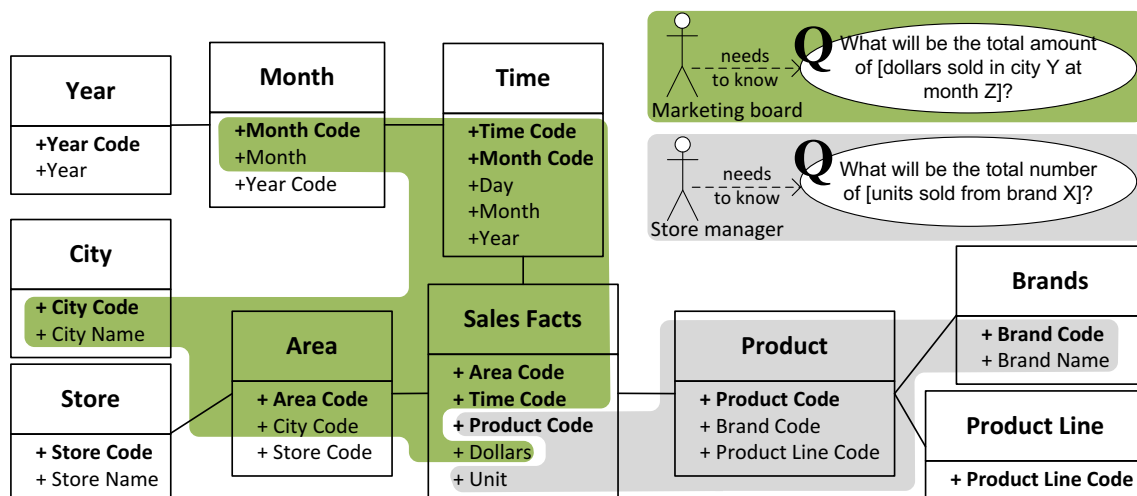 Year
+Year Code
+Year
Month
+Month Code
+Month
+Year Code
Time
+Time Code
+Month Code
+Day
+Month
+Year
needs
to know
Marketing board
Q
What will be the total amount
of [dollars sold in city Y at
month Z]?
needs
to know
Store manager
Q
What will be the total number
of [units sold from brand X]?
City
+ City Code
+ City Name
Store
+ Store Code
+ Store Name
Area
+ Area Code
+ City Code
+ Store Code
Sales Facts
+ Area Code
+ Time Code
+ Product Code
+ Dollars
+ Unit
Product
+ Product Code
+ Brand Code
+ Product Line Code
Brands
+ Brand Code
+ Brand Name
Product Line
+ Product Line Code